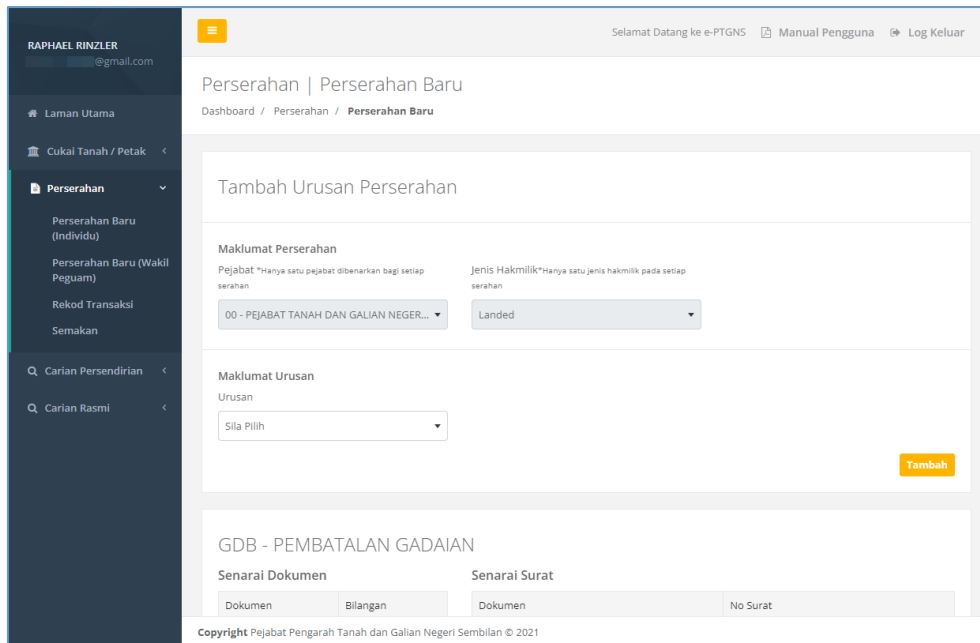 RAPHAEL RINZLER
@gmail.com
Laman Utama
Cukai Tanah / Petak
Perserahan
Perserahan Baru
(Individu)
Perserahan Baru (Wakil
Peguam)
Rekod Transaksi
Semakan
Carian Persendirian
Carian Rasmi
Selamat Datang ke e-PTGNS
Manual Pengguna
Log Keluar
Perserahan | Perserahan Baru
Dashboard / Perserahan / Perserahan Baru
Tambah Urusan Perserahan
Maklumat Perserahan
Pejabat *Hanya satu pejabat dibenarkan bagi setiap
serahan
00 - PEJABAT TANAH DAN GALIAN NEGER...
Jenis Hakmilik*Hanya satu jenis hakmilik pada setiap
serahan
Landed
Maklumat Urusan
Urusan
Sila Pilih
Tambah
GDB - PEMBATALAN GADAIAN
Senarai Dokumen
Dokumen Bilangan
Senarai Surat
Dokumen No Surat
Copyright Pejabat Pengarah Tanah dan Galian Negeri Sembilan © 2021